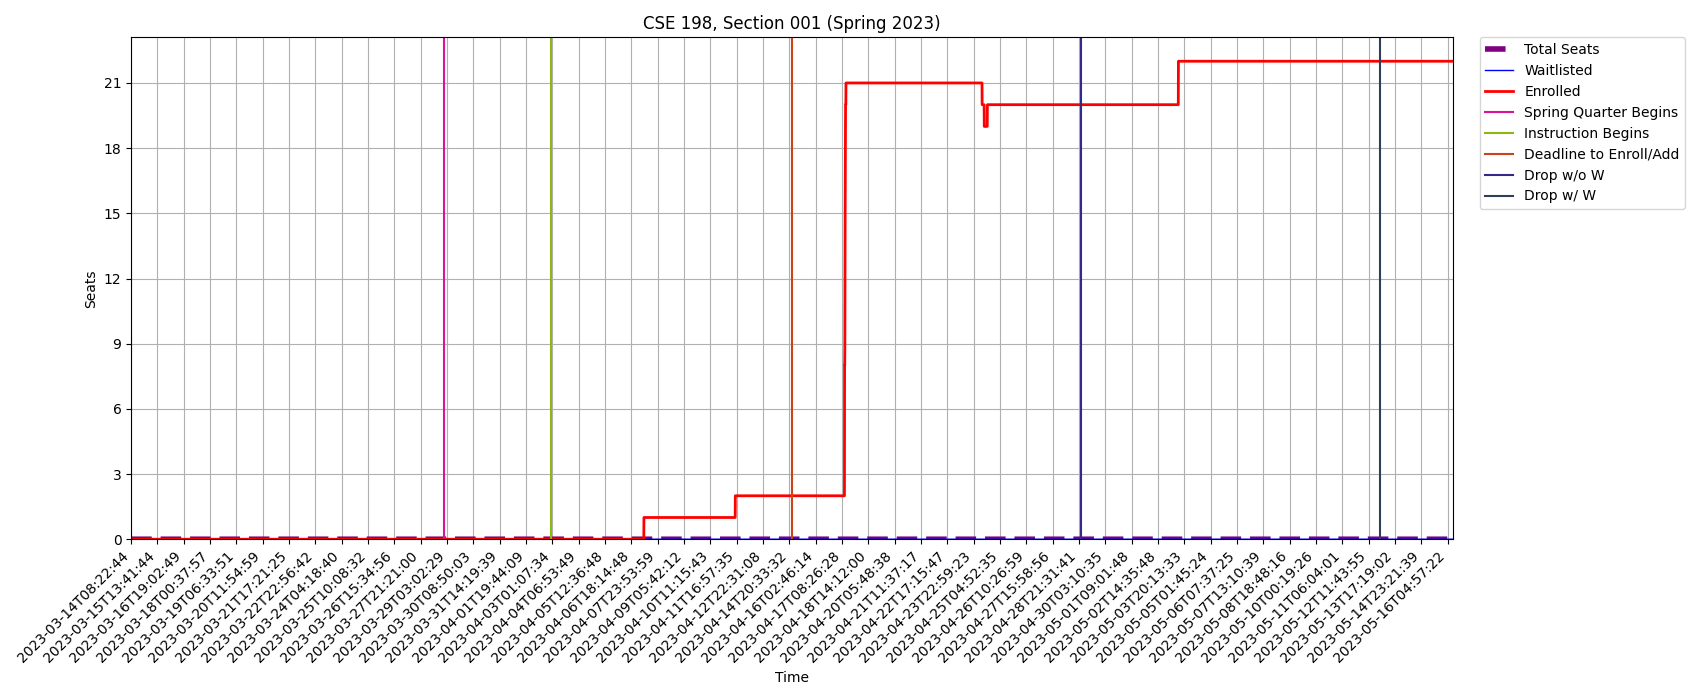 CSE 198, Section 001 (Spring 2023)
Total Seats
Waitlisted
Enrolled
Spring Quarter Begins
Instruction Begins
Deadline to Enroll/Add
Drop w/o W
Drop w/ W
Seats
21
18
15
12
9
6
3
0
2023-03-14T08:22:44
2023-03-15T13:41:44
2023-03-16T19:02:49
2023-03-18T00:37:57
2023-03-19T06:33:51
2023-03-20T11:54:59
2023-03-21T17:21:25
2023-03-22T22:56:42
2023-03-24T04:18:40
2023-03-25T10:08:32
2023-03-26T15:34:56
2023-03-27T21:21:00
2023-03-29T03:02:29
2023-03-30T08:50:03
2023-03-31T14:19:39
2023-04-01T19:44:09
2023-04-03T01:07:34
2023-04-04T06:53:49
2023-04-05T12:36:48
2023-04-06T18:14:48
2023-04-07T23:53:59
2023-04-09T05:42:12
2023-04-10T11:15:43
2023-04-11T16:57:35
2023-04-12T22:31:08
2023-04-14T20:33:32
2023-04-16T02:46:14
2023-04-17T08:26:28
2023-04-18T14:12:00
2023-04-20T05:48:38
2023-04-21T11:37:17
2023-04-22T17:15:47
2023-04-23T22:59:23
2023-04-25T04:52:35
2023-04-26T10:26:59
2023-04-27T15:58:56
2023-04-28T21:31:41
2023-04-30T03:10:35
2023-05-01T09:01:48
2023-05-02T14:35:48
2023-05-03T20:13:33
2023-05-05T01:45:24
2023-05-06T07:37:25
2023-05-07T13:10:39
2023-05-08T18:48:16
2023-05-10T00:19:26
2023-05-11T06:04:01
2023-05-12T11:43:55
2023-05-13T17:19:02
2023-05-14T23:21:39
2023-05-16T04:57:22
Time